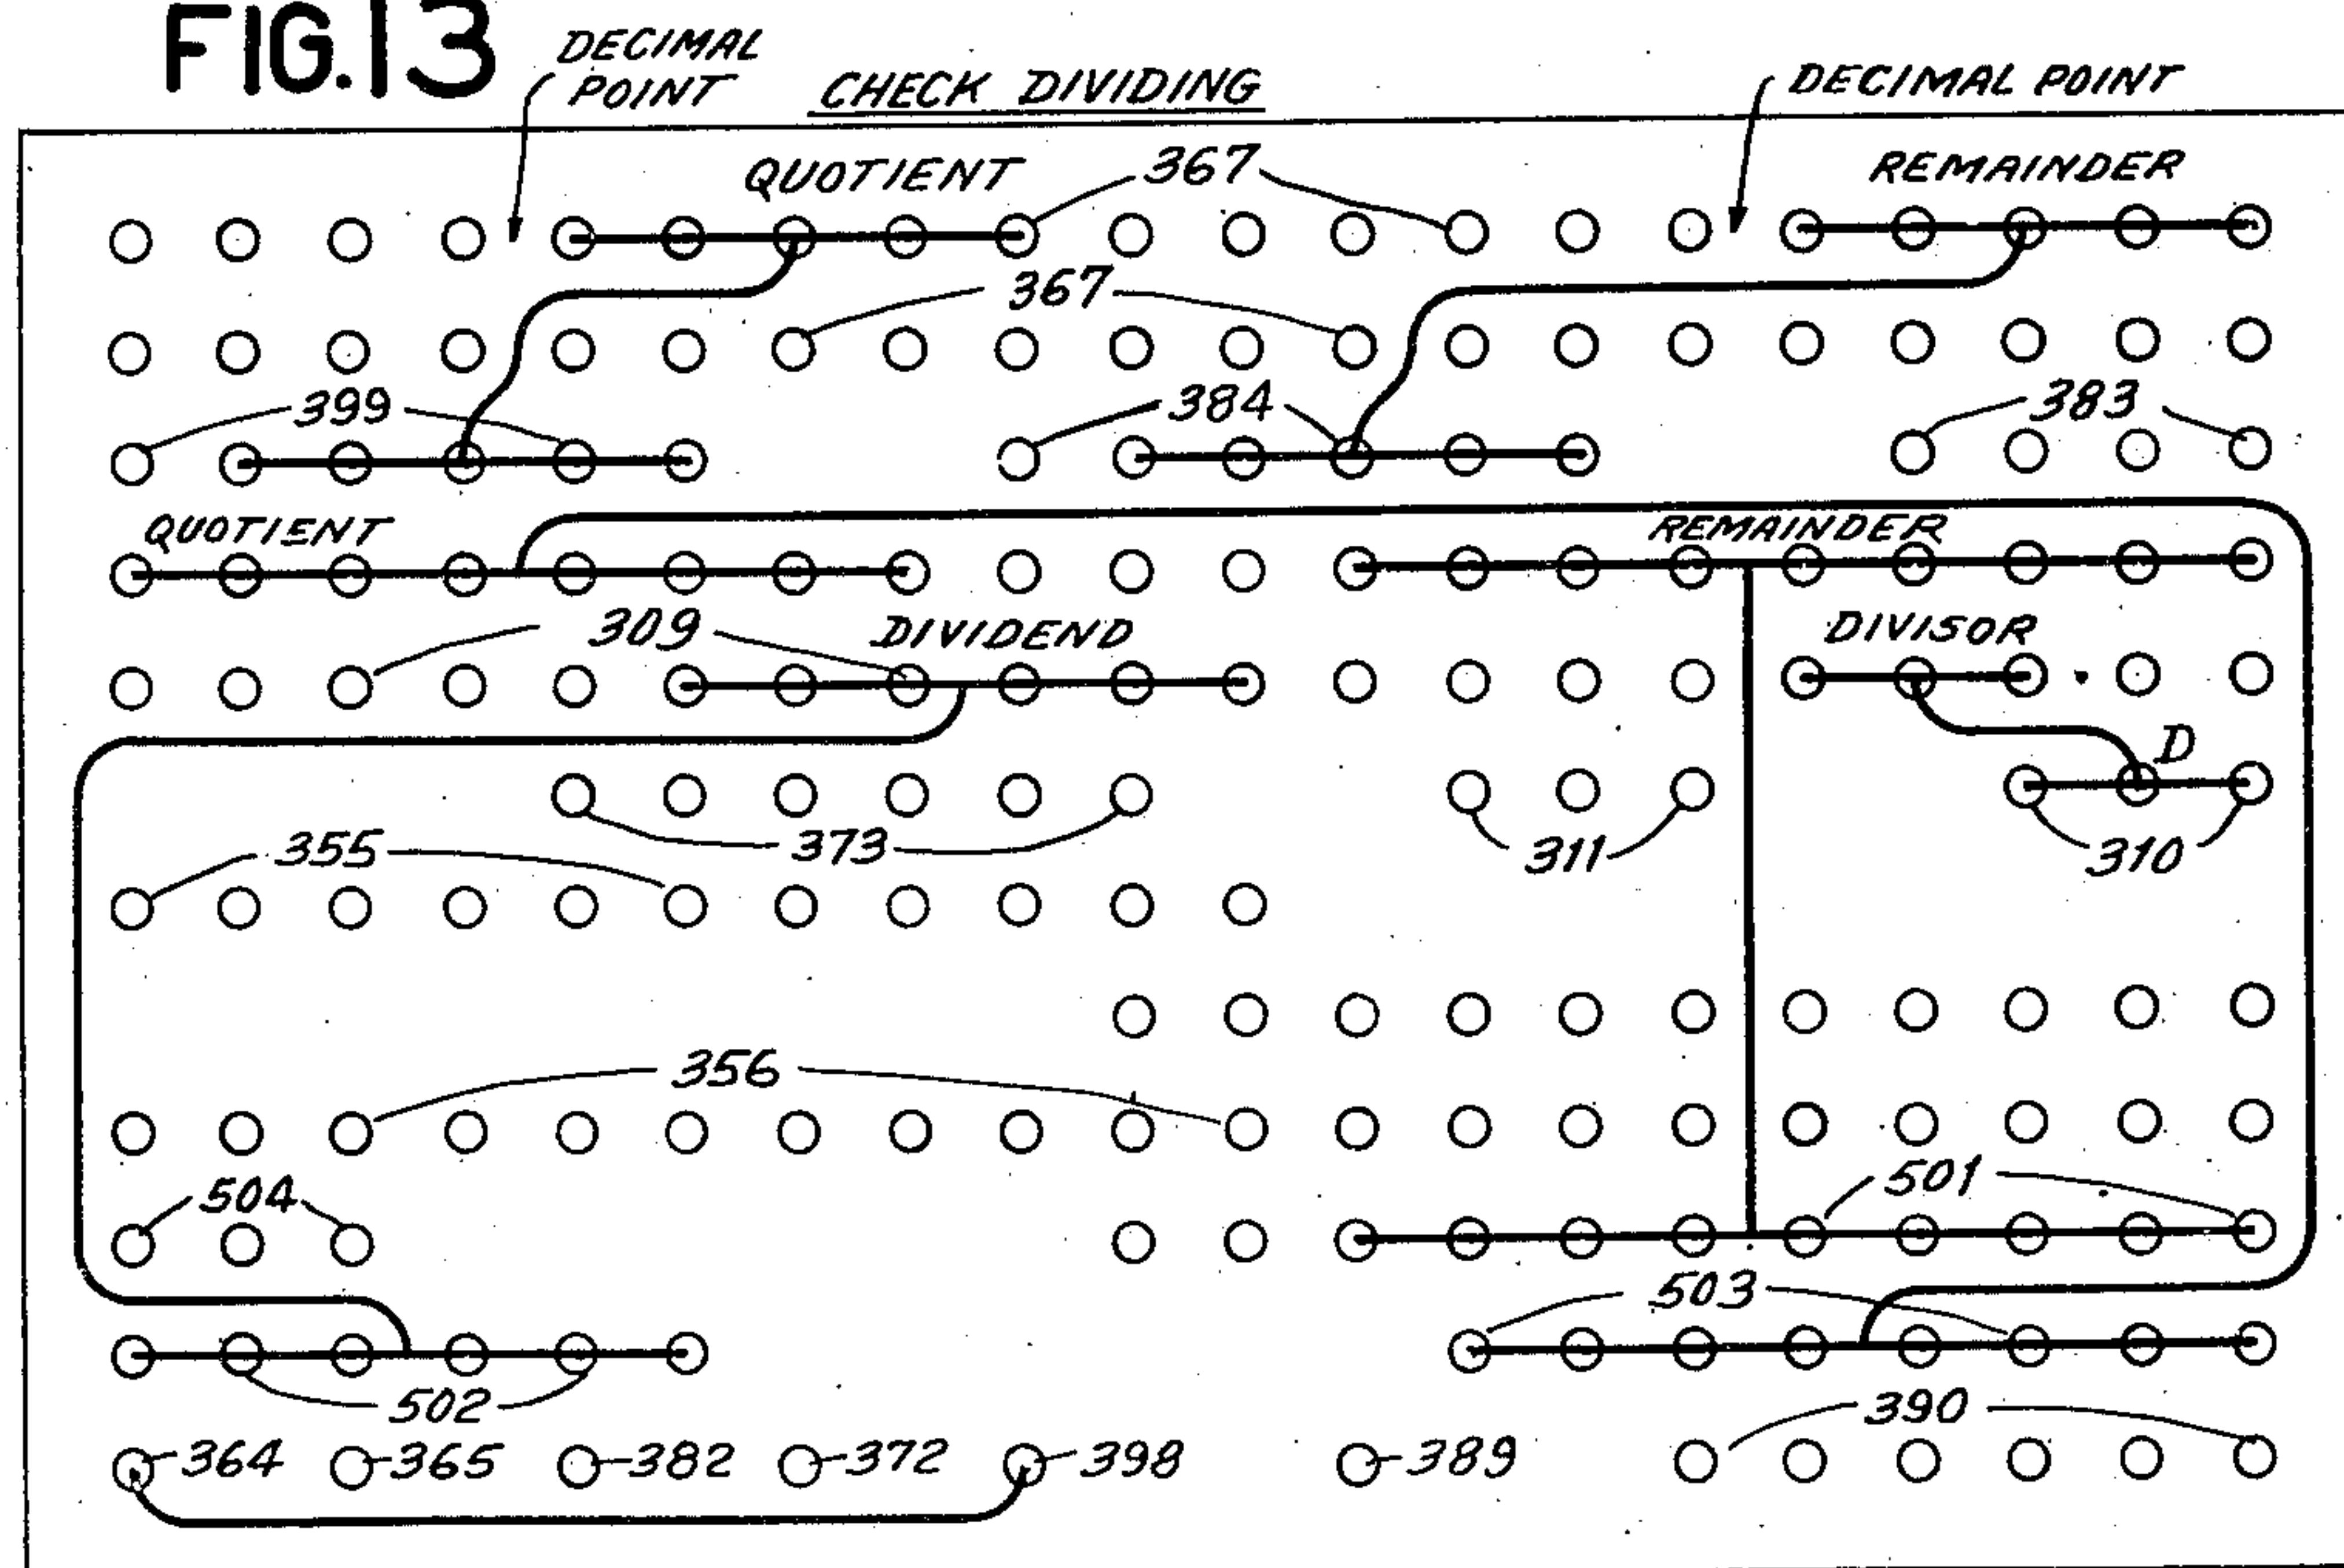 FIG.13
DECIMAL
POINT
CHECK DIVIDING
DECIMAL POINT
QUOTIENT
367
REMAINDER
367
399
384
383
QUOTIENT
REMAINDER
309
DIVIDEND
DIVISOR
D
355
373
311
310
356
504
501
503
502
390
364
365
382
372
398
389